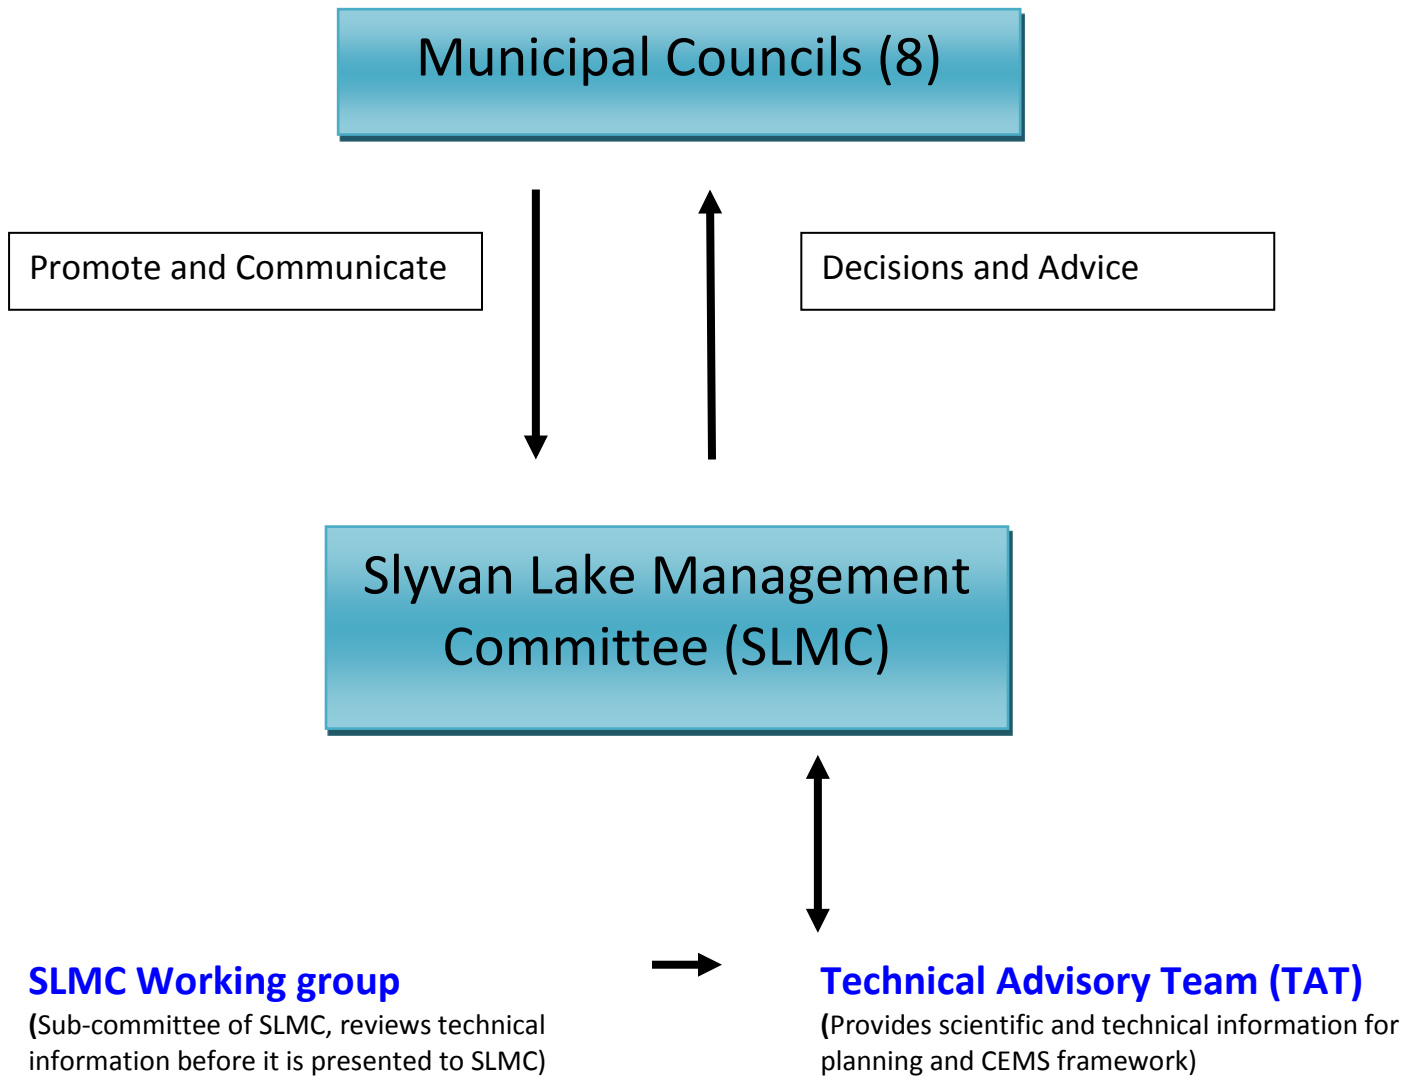 Municipal Councils (8)
Promote and Communicate
Decisions and Advice
Slyvan Lake Management
Committee (SLMC)
SLMC Working group
(Sub-committee of SLMC, reviews technical
information before it is presented to SLMC)
Technical Advisory Team (TAT)
(Provides scientific and technical information for
planning and CEMS framework)